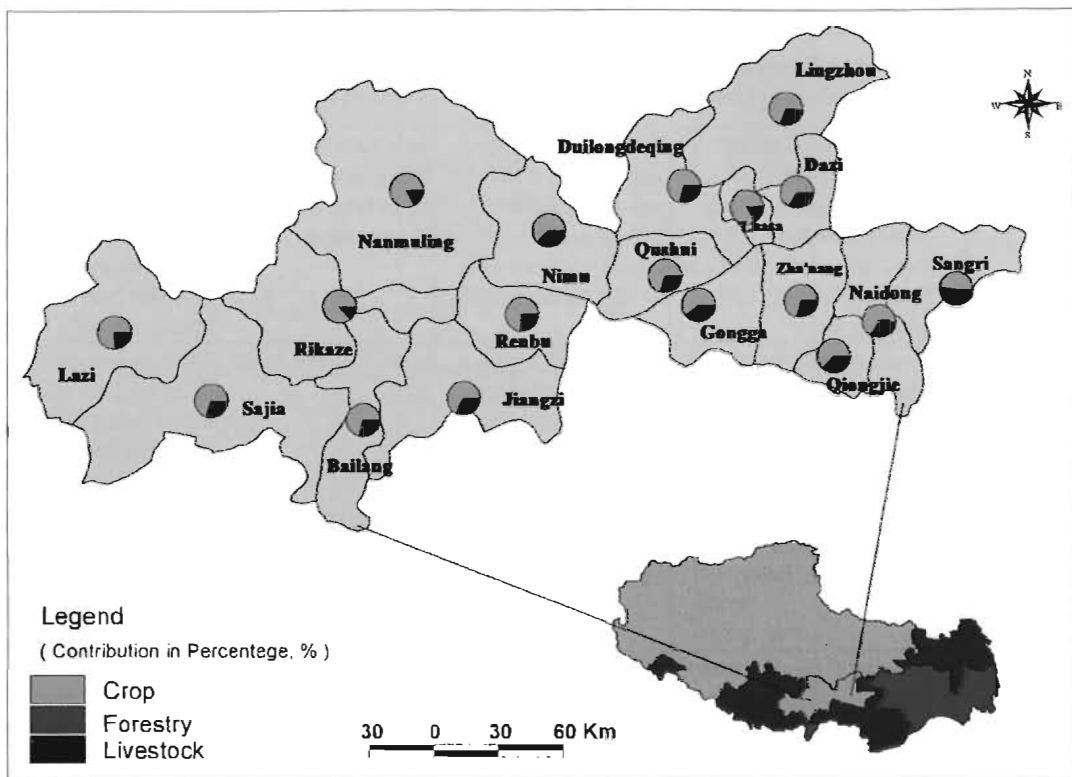 N
W
E
S
Lingzhou
Duilongdeqing
Dazi
Lhasa
Nanmuling
Nimu
Qushui
Zha'nang
Naidong
Sangri
Lazi
Rikaze
Renbu
Gongga
Qiongjie
Sajia
Jiangzi
Bailang
Legend
( Contribution in Percentege, % )
Crop
Forestry
Livestock
30 0 30 60 Km